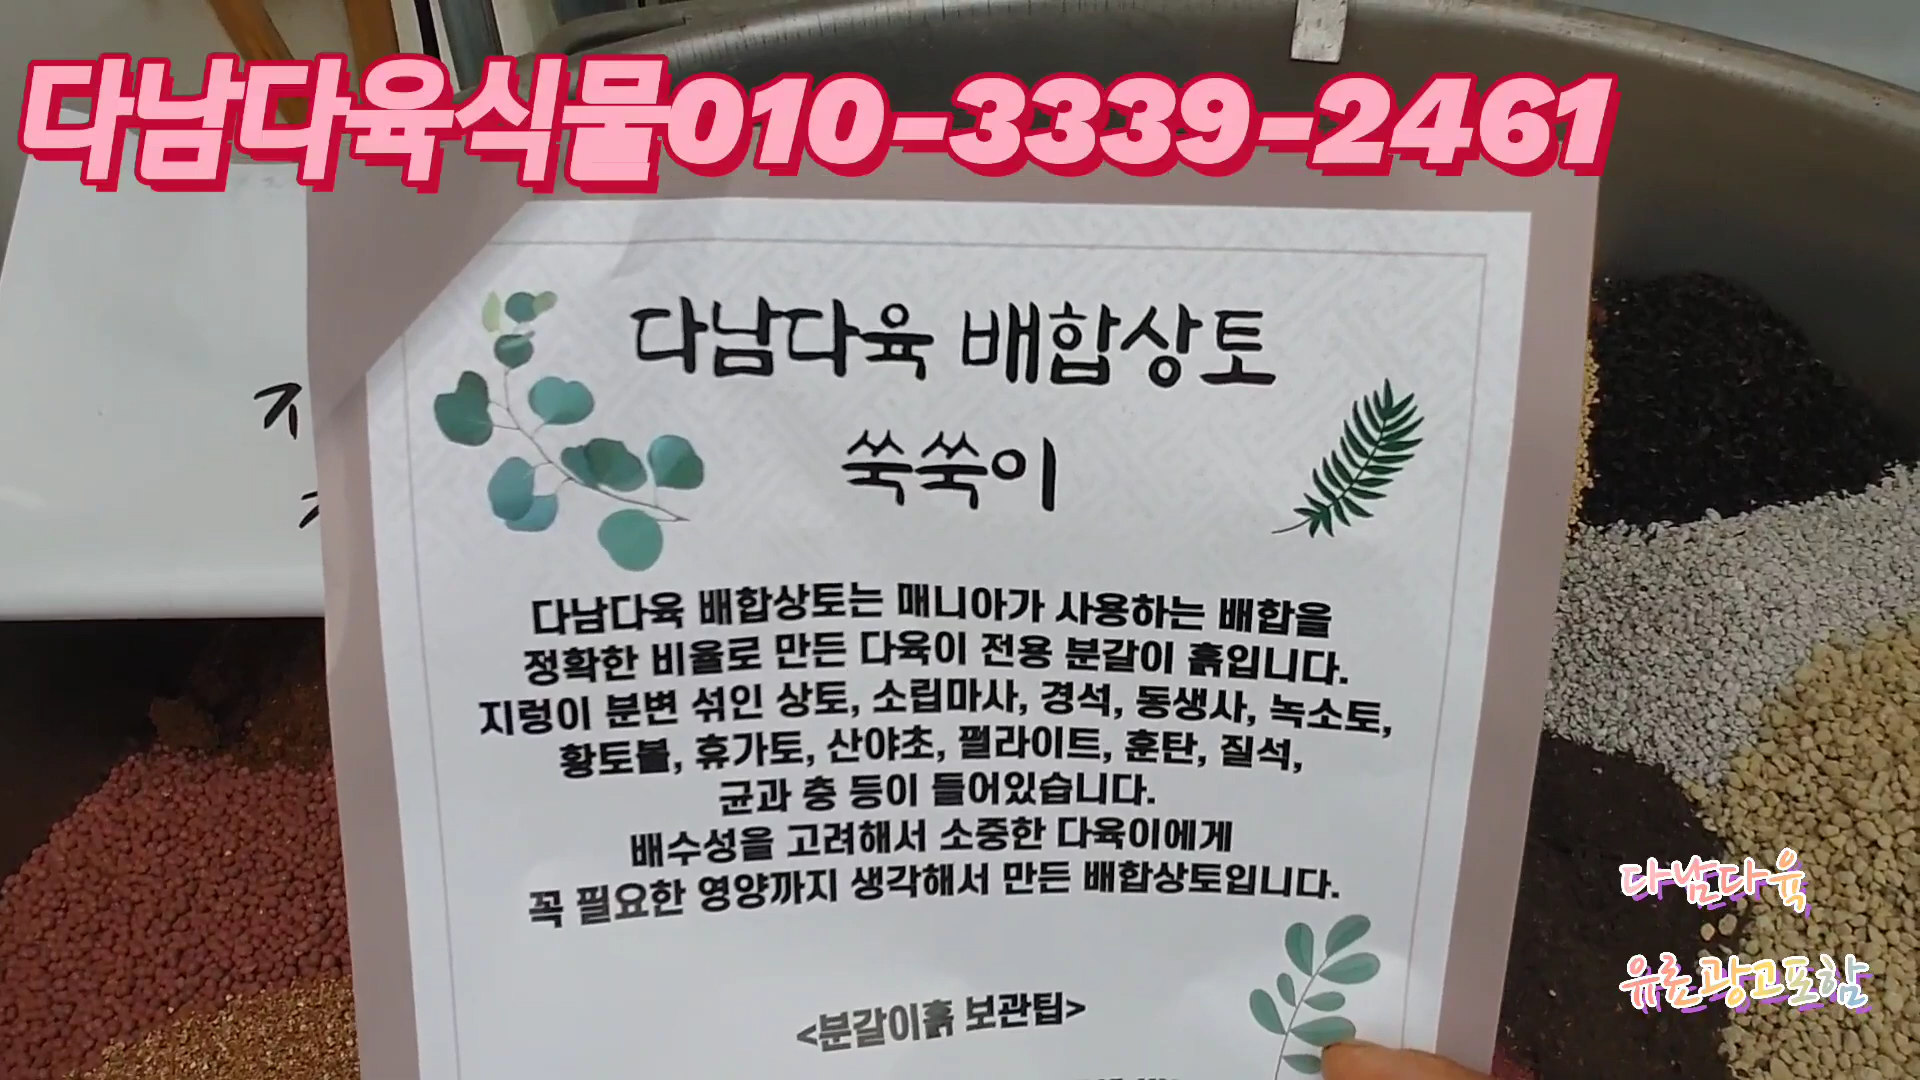 다남다육식물010-3339-2461
다남다육 배합상토
쑥쑥이
다남다육 배합상토는 매니아가 사용하는 배합을
정확한 비율로 만든 다육이 전용 분갈이 흙입니다.
지렁이 분변 섞인 상토, 소립마사, 경석, 동생사, 녹소토,
황토볼, 휴가토, 산야초, 펄라이트, 훈탄, 질석,
균과 충 등이 들어있습니다.
배수성을 고려해서 소중한 다육이에게
꼭 필요한 영양까지 생각해서 만든 배합상토입니다.
<분갈이흙 보관팁>
다남다육
유료광고포함